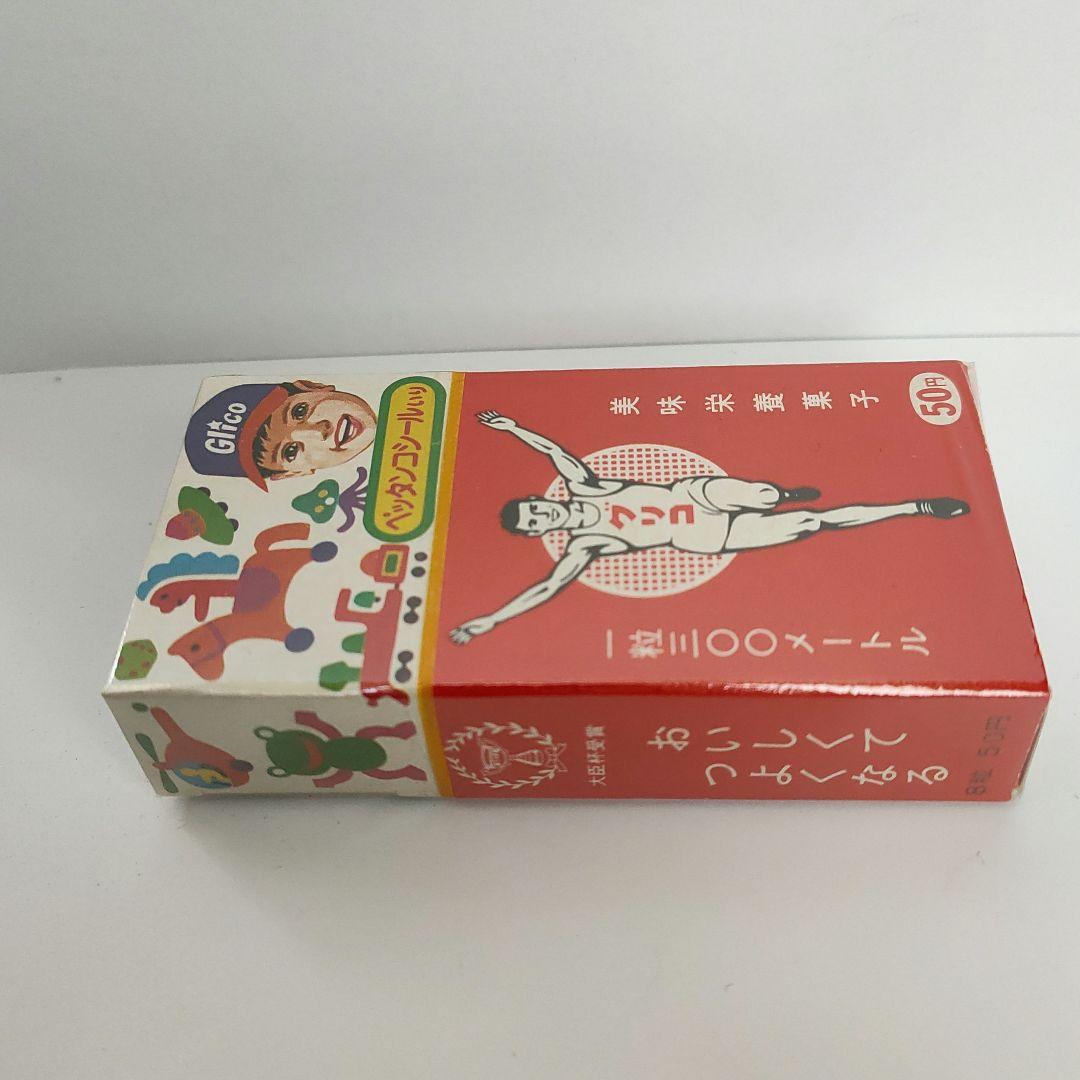 Glico
ペッタンコシールいり
50円
美味栄養菓子
グリコ
一粒三〇〇メートル
大臣杯受賞
おいしくて
つよくなる
8粒 50円